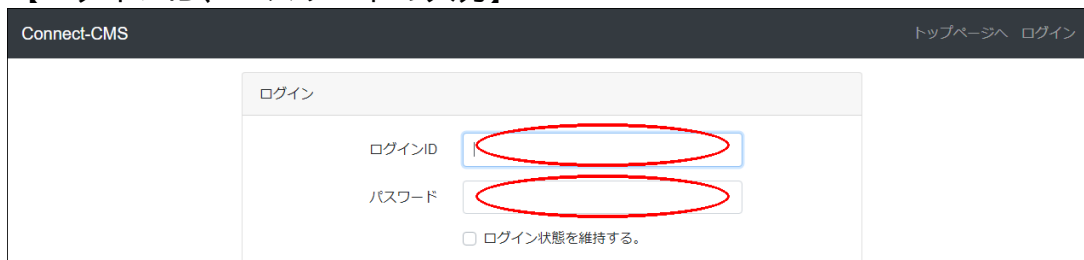 Connect-CMS
トップページへ ログイン
ログイン
ログインID
パスワード
ログイン状態を維持する。